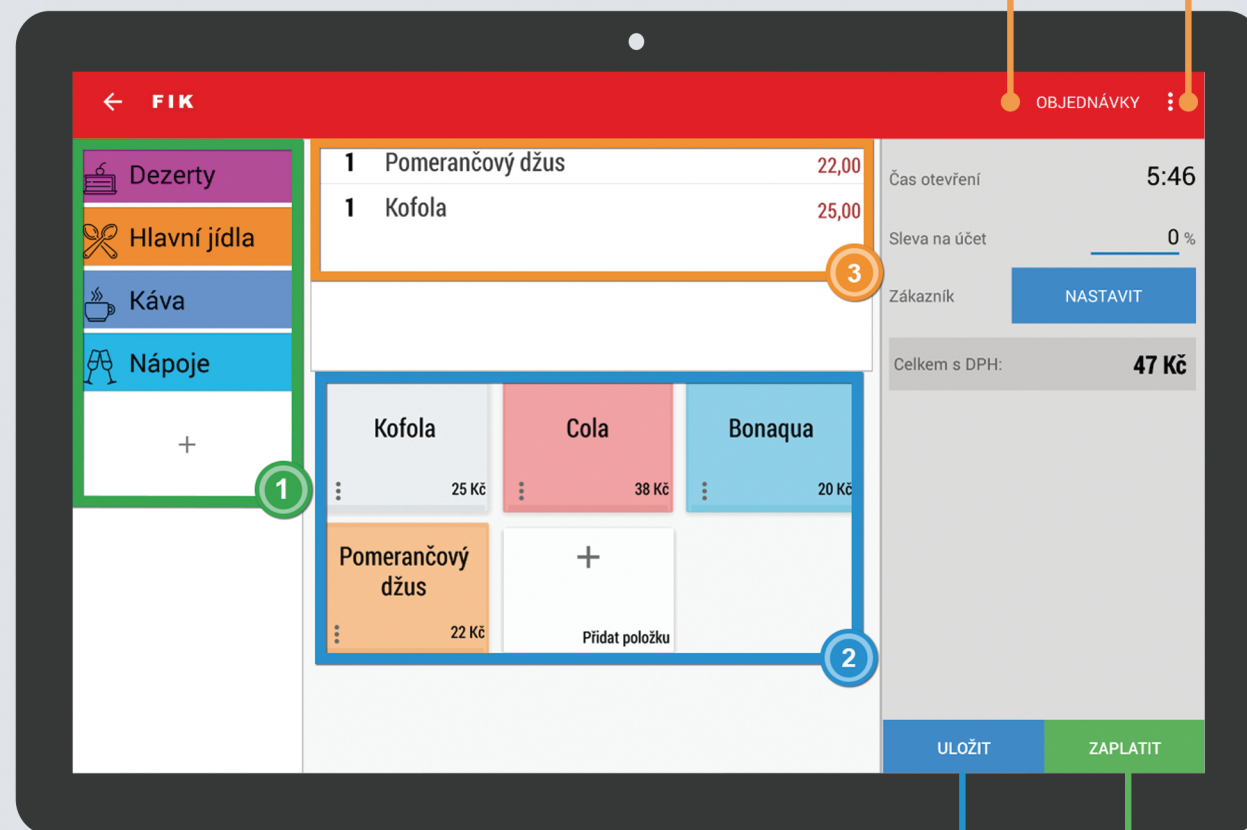 FIK
OBJEDNÁVKY
Dezerty
Hlavní jídla
Káva
Nápoje
+
1
1 Pomerančový džus 22,00
1 Kofola 25,00
3
Kofola
25 Kč
Cola
38 Kč
Bonaqua
20 Kč
Pomerančový
džus
22 Kč
+
Přidat položku
2
Čas otevření 5:46
Sleva na účet 0 %
Zákazník NASTAVIT
Celkem s DPH: 47 Kč
ULOŽIT
ZAPLATIT